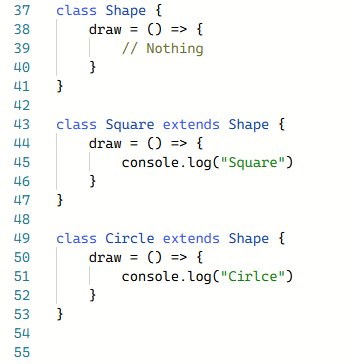 37 class Shape {
38     draw = () => {
39         // Nothing
40     }
41 }
42
43 class Square extends Shape {
44     draw = () => {
45         console.log("Square")
46     }
47 }
48
49 class Circle extends Shape {
50     draw = () => {
51         console.log("Cirlce")
52     }
53 }
54
55